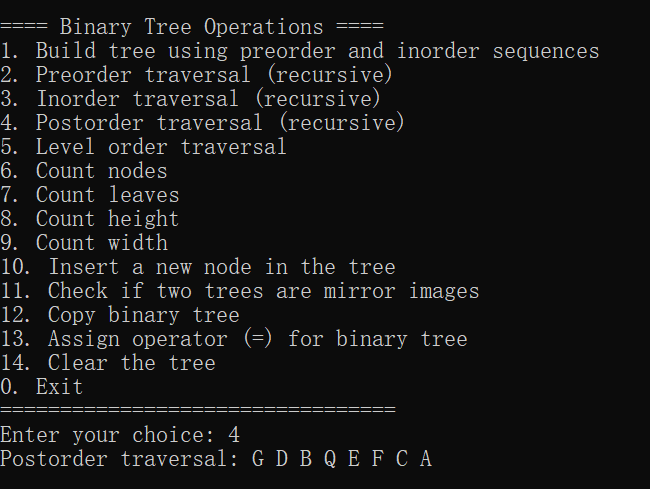 ==== Binary Tree Operations ====
1. Build tree using preorder and inorder sequences
2. Preorder traversal (recursive)
3. Inorder traversal (recursive)
4. Postorder traversal (recursive)
5. Level order traversal
6. Count nodes
7. Count leaves
8. Count height
9. Count width
10. Insert a new node in the tree
11. Check if two trees are mirror images
12. Copy binary tree
13. Assign operator (=) for binary tree
14. Clear the tree
0. Exit
=================================
Enter your choice: 4
Postorder traversal: G D B Q E F C A